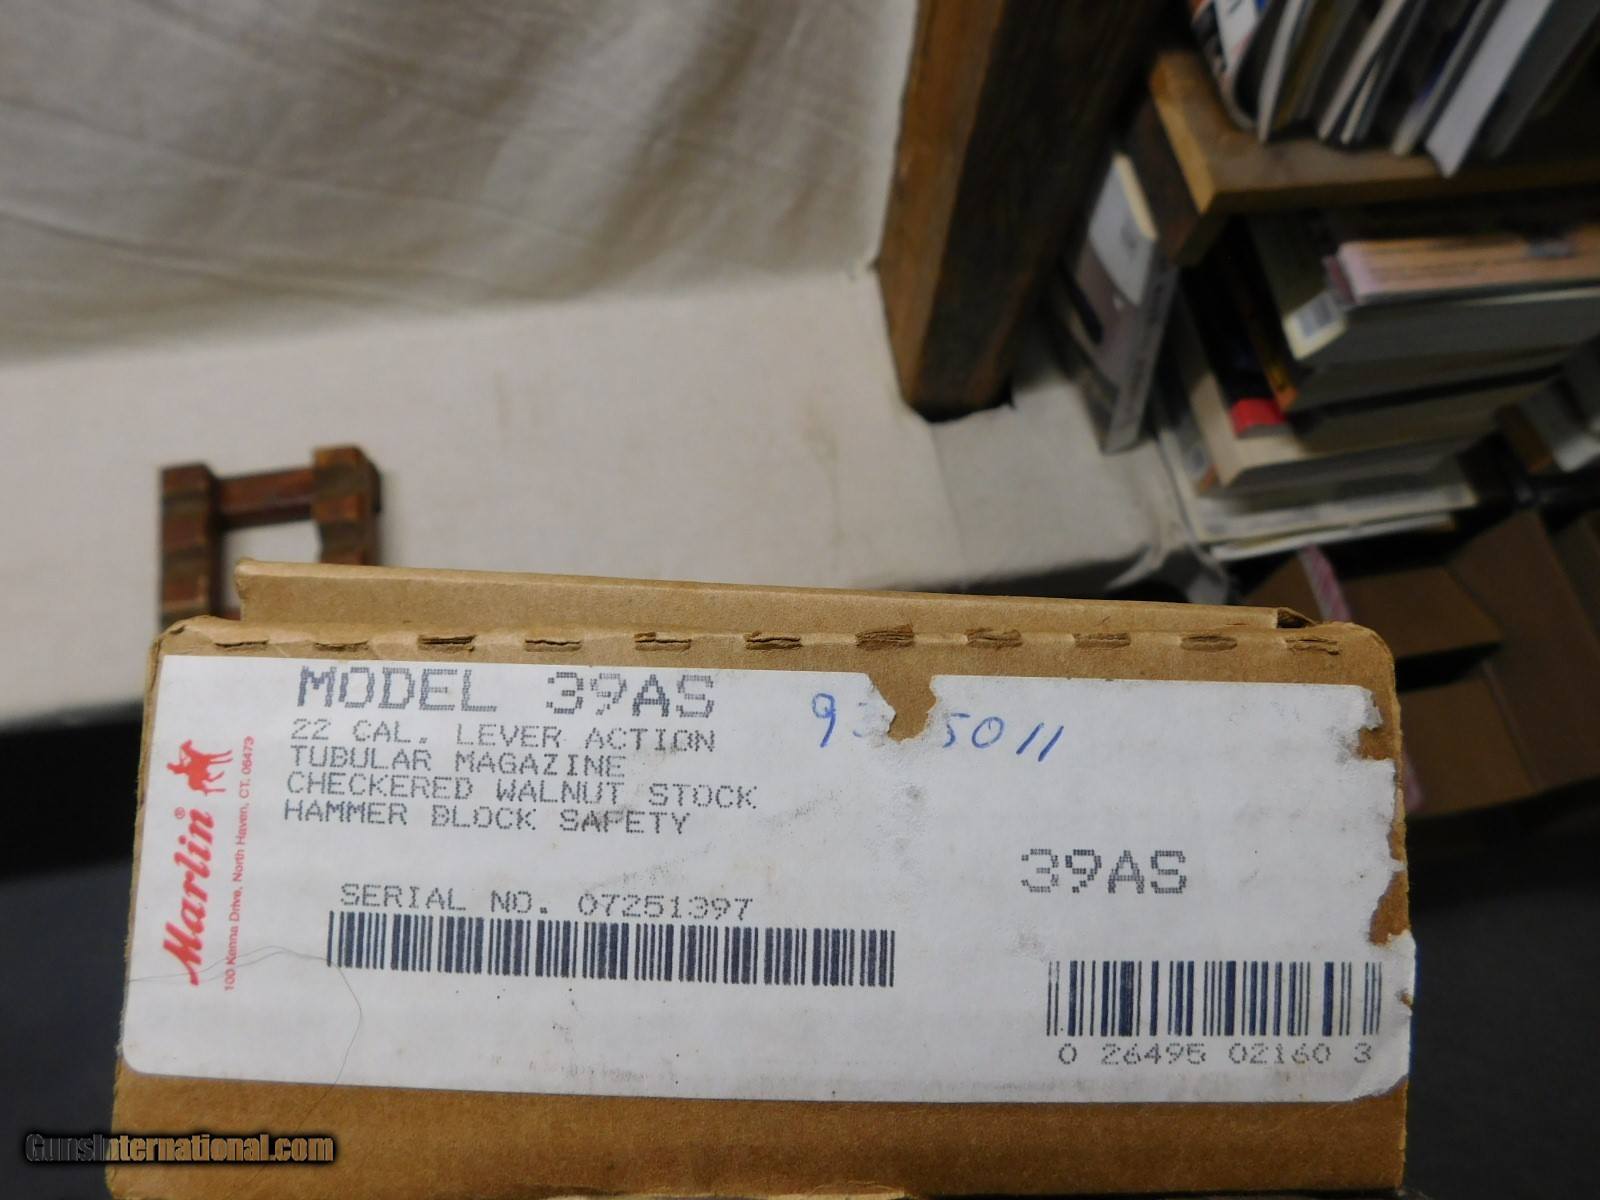 MODEL 39AS
22 CAL. LEVER ACTION
TUBULAR MAGAZINE
CHECKERED WALNUT STOCK
HAMMER BLOCK SAFETY
5011
Marlin®
100 Kenna Drive, North Haven, CT. 06473
SERIAL NO. 07251397
39AS
0 26495 02160 3
GunsInternational.com